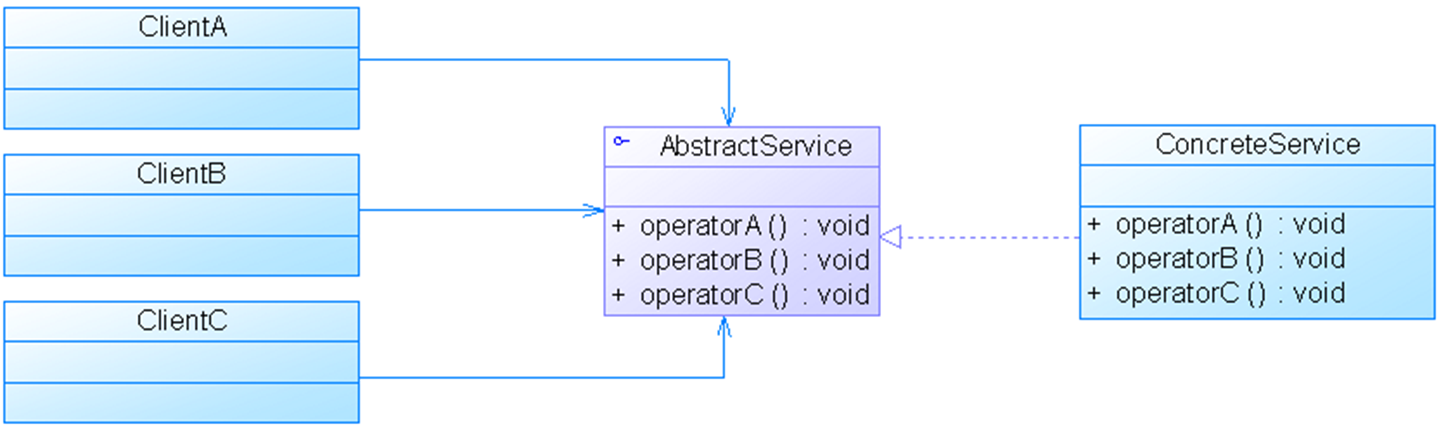 ClientA
ClientB
ClientC
AbstractService
+ operatorA () : void
+ operatorB () : void
+ operatorC () : void
ConcreteService
+ operatorA () : void
+ operatorB () : void
+ operatorC () : void